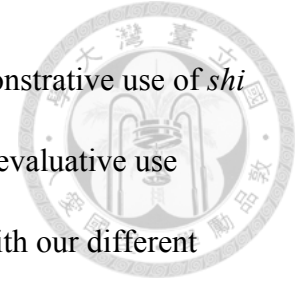 onstrative use of shi
evaluative use
ith our different